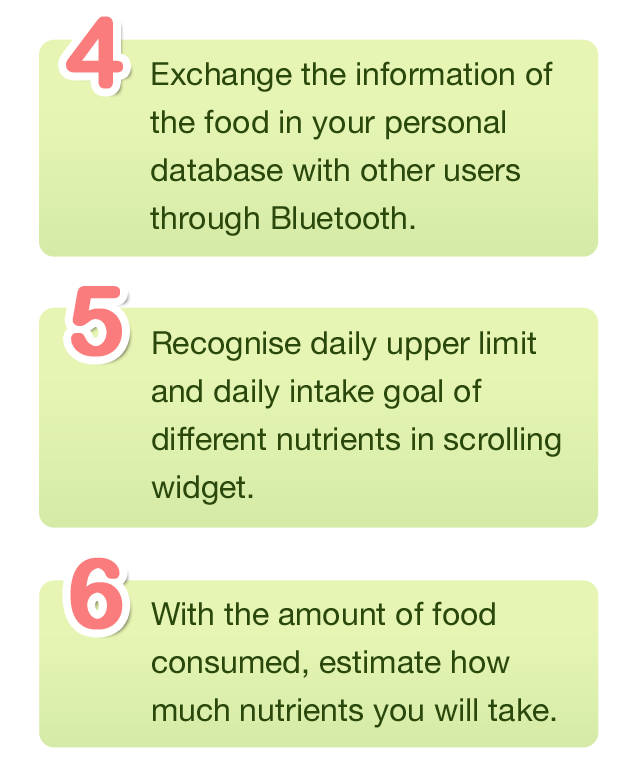 4
Exchange the information of
the food in your personal
database with other users
through Bluetooth.
5
Recognise daily upper limit
and daily intake goal of
different nutrients in scrolling
widget.
6
With the amount of food
consumed, estimate how
much nutrients you will take.